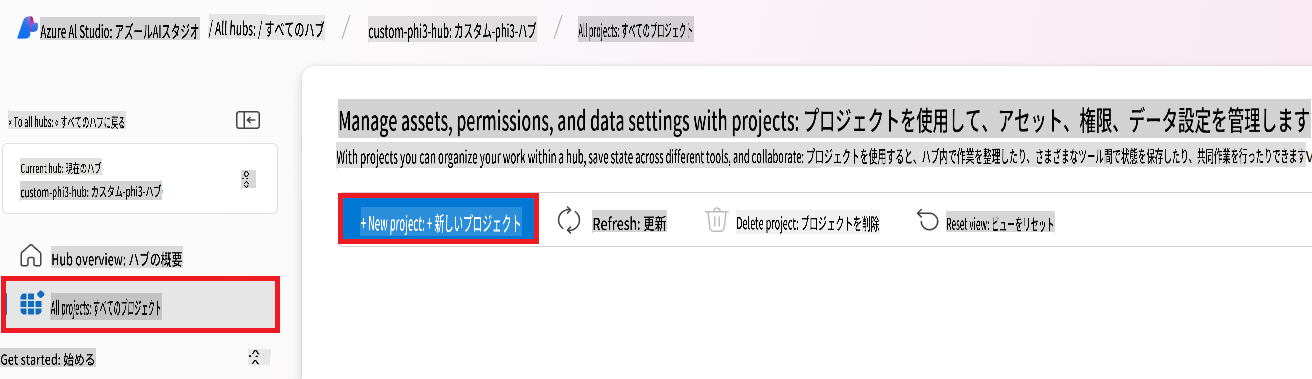 Azure AI Studio: アズールAIスタジオ / All hubs: / すべてのハブ / custom-phi3-hub: カスタム-phi3-ハブ / All projects: すべてのプロジェクト
To all hubs: すべてのハブに戻る
Current hub: 現在のハブ
custom-phi3-hub: カスタム-phi3-ハブ
Hub overview: ハブの概要
All projects: すべてのプロジェクト
Get started: 始める
Manage assets, permissions, and data settings with projects: プロジェクトを使用して、アセット、権限、データ設定を管理します
With projects you can organize your work within a hub, save state across different tools, and collaborate: プロジェクトを使用すると、ハブ内で作業を整理したり、さまざまなツール間で状態を保存したり、共同作業を行ったりできます
+ New project: + 新しいプロジェクト
Refresh: 更新
Delete project: プロジェクトを削除
Reset view: ビューをリセット